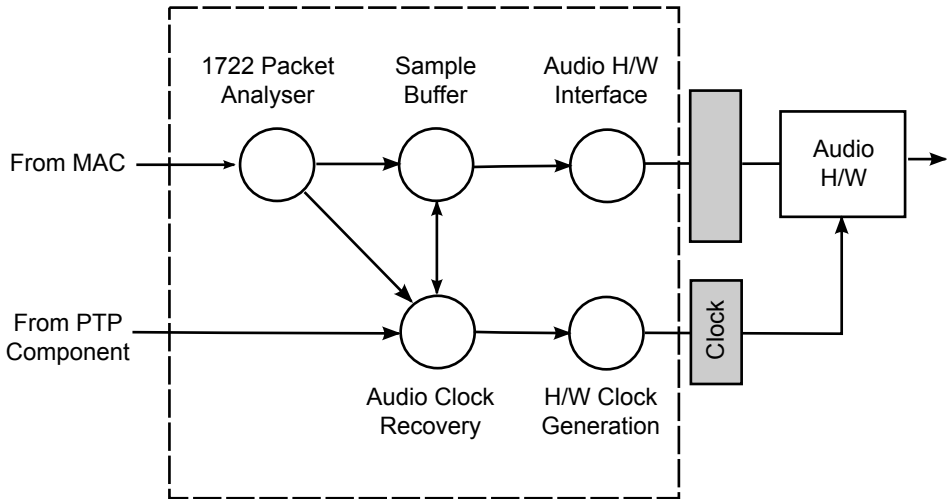 1722 Packet
Analyser
Sample
Buffer
Audio H/W
Interface
From MAC
Audio
H/W
From PTP
Component
Clock
Audio Clock
Recovery
H/W Clock
Generation